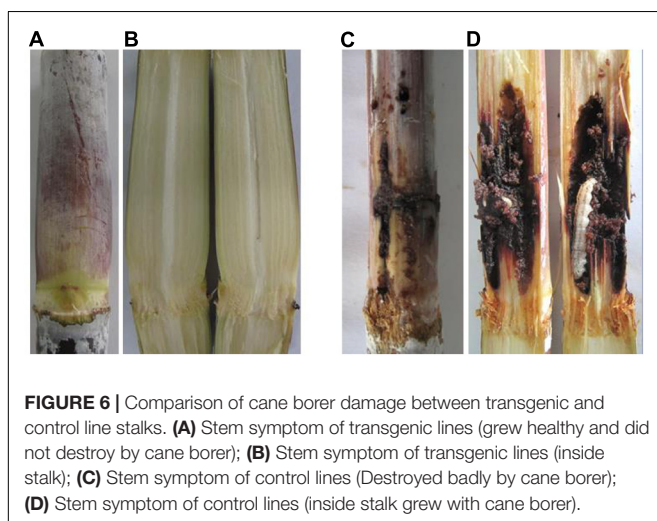 A B C D
FIGURE 6 | Comparison of cane borer damage between transgenic and
control line stalks. (A) Stem symptom of transgenic lines (grew healthy and did
not destroy by cane borer); (B) Stem symptom of transgenic lines (inside
stalk); (C) Stem symptom of control lines (Destroyed badly by cane borer);
(D) Stem symptom of control lines (inside stalk grew with cane borer).